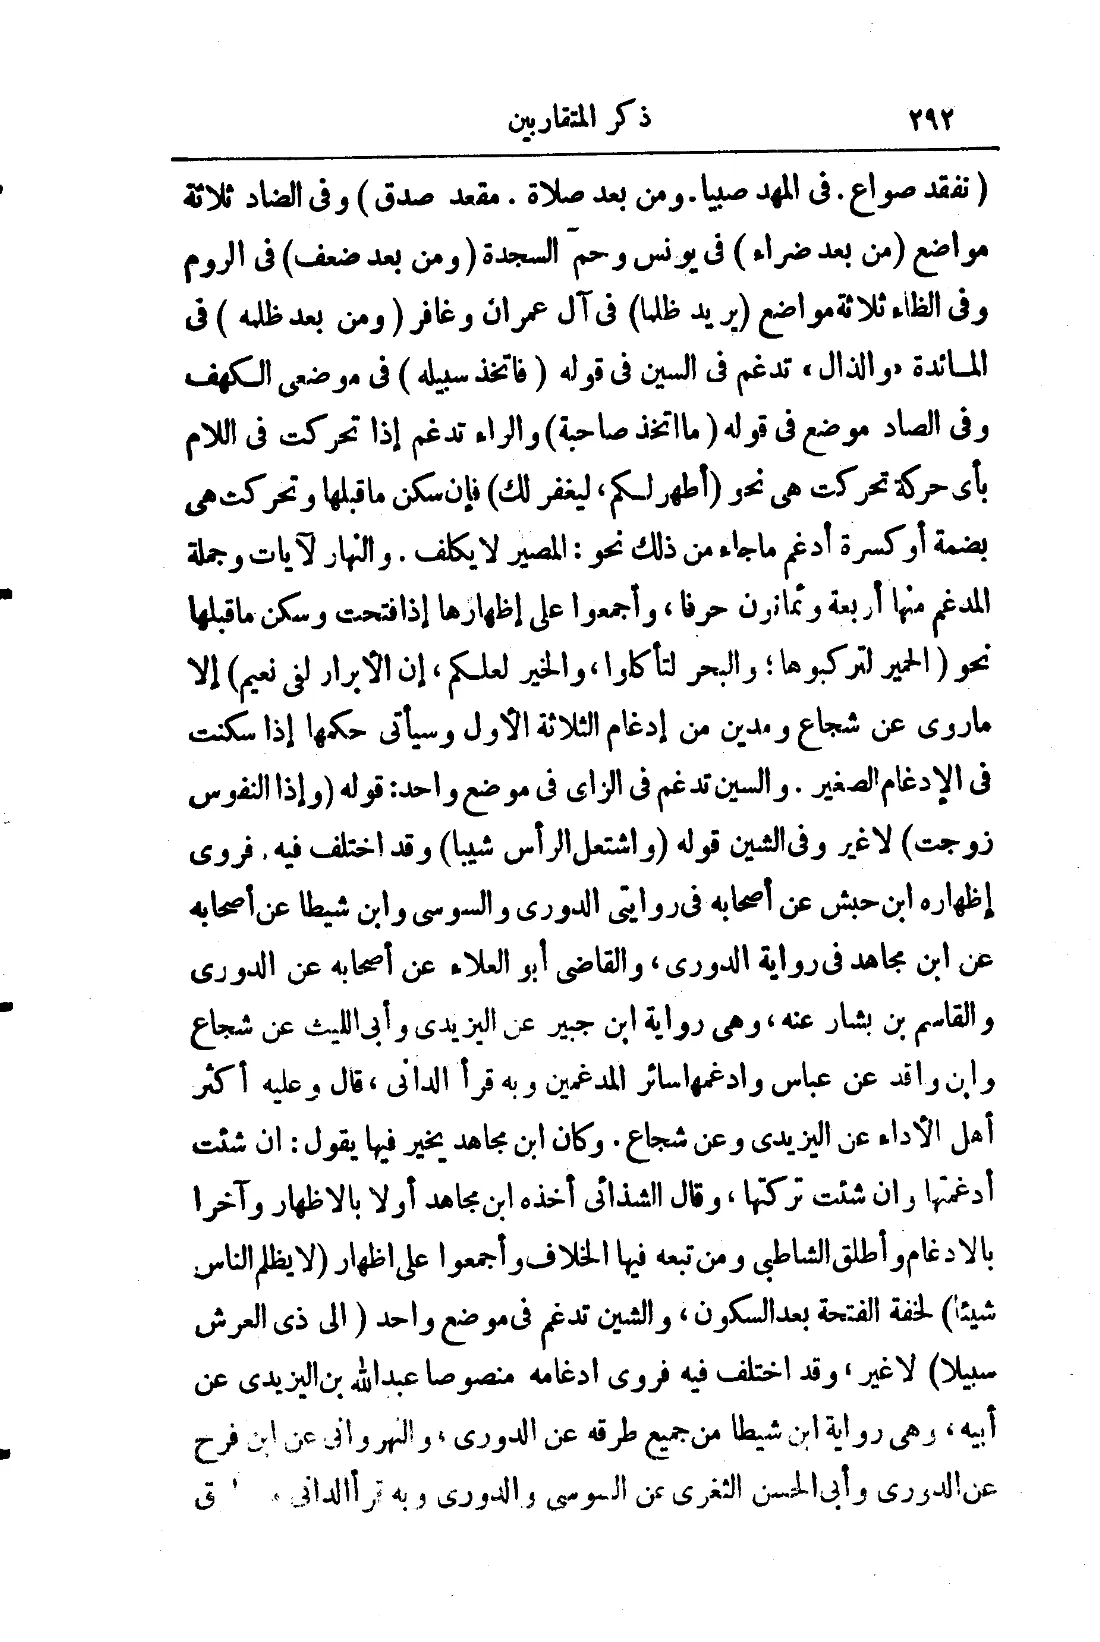 ٢٩٢ ذكر المتقاربين
( نفقد صواع . فى المهد صبيا . ومن بعد صلاة . مقعد صدق ) وفى الضاد ثلاثة
مواضع (من بعد ضراء ) فى يونس وحمٓ السجدة (ومن بعد ضعف) فى الروم
وفى الظاء ثلاثة مواضع (يريد ظلما) فى آل عمران وغافر ( ومن بعد ظلمه ) فى
المائدة «والذال» تدغم فى السين فى قوله ( فاتخذ سبيله ) فى موضعى الكهف
وفى الصاد موضع فى قوله ( ما اتخذ صاحبة) والراء تدغم إذا تحركت فى اللام
بأى حركة تحركت هى نحو (أطهر لكم، ليغفر لك) فإن سكن ماقبلها وتحركت هى
بضمة أو كسرة أدغم ماجاء من ذلك نحو : المصير لا يكلف . والنهار لآيات وجملة
المدغم منها أربعة وثمانون حرفا ، وأجمعوا على إظهارها إذا فتحت وسكن ماقبلها
نحو ( الحمير لتركبوها ؛ والبحر لتأكلوا ، والخير لعلكم ، إن الأبرار لفى نعيم) إلا
ماروى عن شجاع ومدين من إدغام الثلاثة الأول وسيأتى حكمها إذا سكنت
فى الإدغام الصغير . والسين تدغم فى الزاى فى موضع واحد: قوله (وإذا النفوس
زوجت) لاغير وفى الشين قوله (واشتعل الرأس شيبا) وقد اختلف فيه . فروى
إظهاره ابن حبش عن أصحابه فى روايتى الدورى والسوسى وابن شيطا عن أصحابه
عن ابن مجاهد فى رواية الدورى ، والقاضى أبو العلاء عن أصحابه عن الدورى
والقاسم بن بشار عنه ، وهى رواية ابن جبير عن اليزيدى وأبى الليث عن شجاع
وابن واقد عن عباس وادغمها سائر المدغمين وبه قرأ الدانى ، قال وعليه أكثر
أهل الأداء عن اليزيدى وعن شجاع . وكان ابن مجاهد يخير فيها يقول : ان شئت
أدغمتها وان شئت تركتها ، وقال الشذائى أخذه ابن مجاهد أولا بالاظهار وآخرا
بالادغام وأطلق الشاطبى ومن تبعه فيها الخلاف وأجمعوا على اظهار (لا يظلم الناس
شيئا) لخفة الفتحة بعد السكون ، والشين تدغم فى موضع واحد ( الى ذى العرش
سبيلا) لاغير ، وقد اختلف فيه فروى ادغامه منصوصا عبدالله بن اليزيدى عن
أبيه ، وهى رواية ابن شيطا من جميع طرقه عن الدورى ، والنهروانى عن ابن فرح
عن الدورى وأبى الحسن الثغرى عن السوسى والدورى وبه قرأ الدانى ،